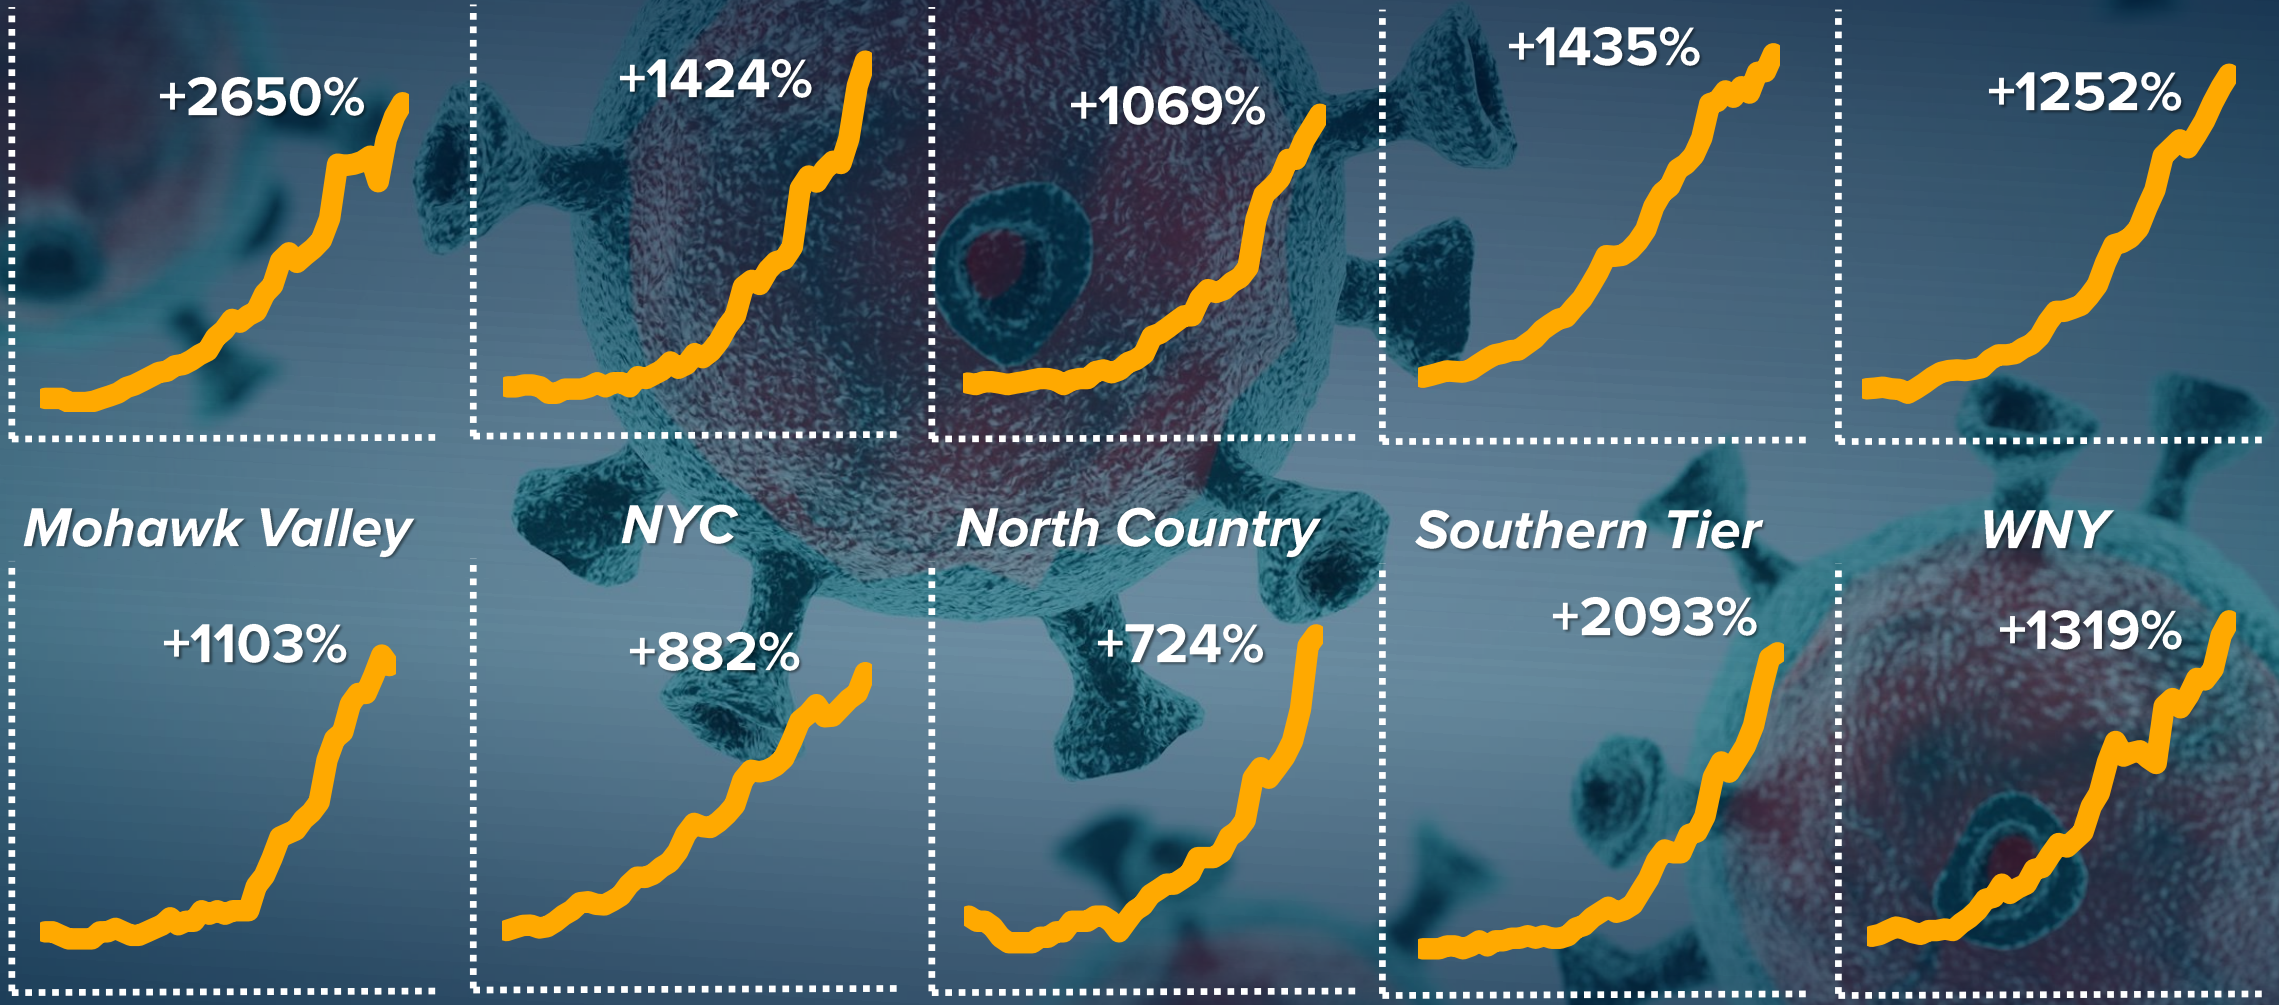 +2650%
+1424%
+1069%
+1435%
+1252%
Mohawk Valley
NYC
North Country
Southern Tier
WNY
+1103%
+882%
+724%
+2093%
+1319%